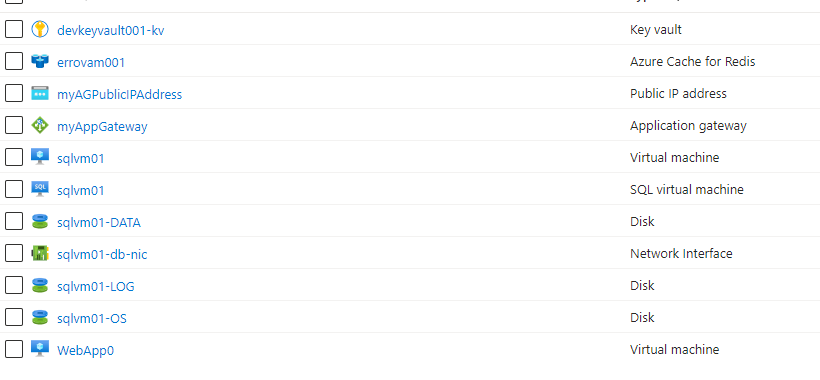 devkeyvault001-kv Key vault
errovam001 Azure Cache for Redis
myAGPublicIPAddress Public IP address
myAppGateway Application gateway
sqlvm01 Virtual machine
SQL sqlvm01 SQL virtual machine
sqlvm01-DATA Disk
sqlvm01-db-nic Network Interface
sqlvm01-LOG Disk
sqlvm01-OS Disk
WebApp0 Virtual machine